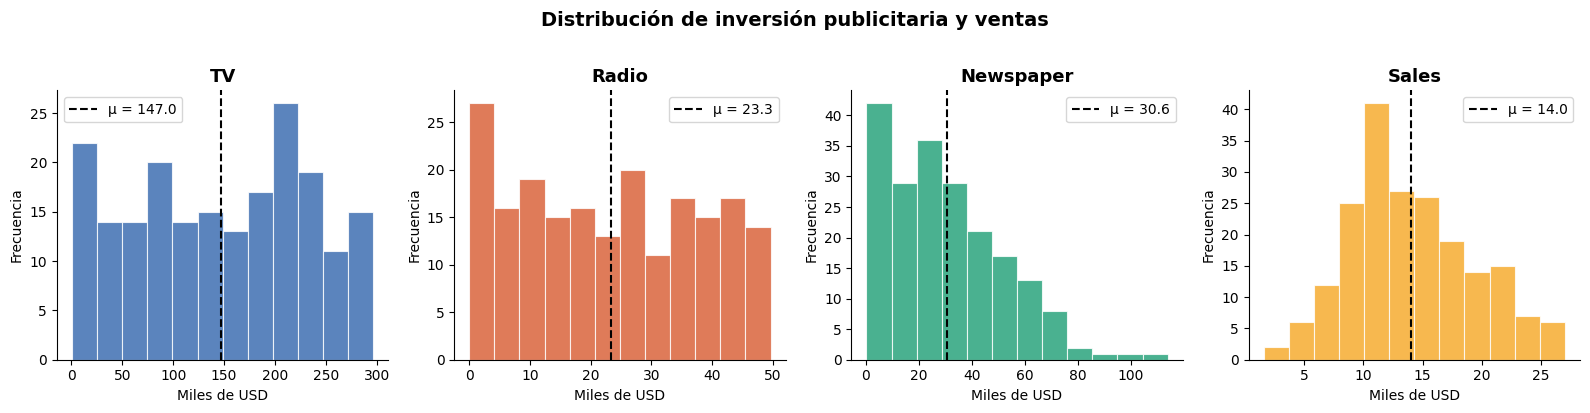 Distribución de inversión publicitaria y ventas
TV
μ = 147.0
Frecuencia
25
20
15
10
5
0
0 50 100 150 200 250 300
Miles de USD
Radio
μ = 23.3
Frecuencia
25
20
15
10
5
0
0 10 20 30 40 50
Miles de USD
Newspaper
μ = 30.6
Frecuencia
40
35
30
25
20
15
10
5
0
0 20 40 60 80 100
Miles de USD
Sales
μ = 14.0
Frecuencia
40
35
30
25
20
15
10
5
0
5 10 15 20 25
Miles de USD